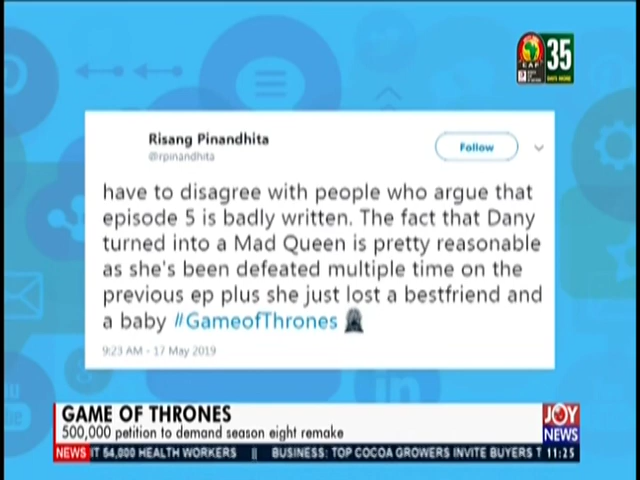 35
Risang Pinandhita
@rpinandhita
Follow
have to disagree with people who argue that
episode 5 is badly written. The fact that Dany
turned into a Mad Queen is pretty reasonable
as she's been defeated multiple time on the
previous ep plus she just lost a bestfriend and
a baby #GameofThrones
9:23 AM - 17 May 2019
in
GAME OF THRONES
500,000 petition to demand season eight remake
JOY
NEWS
NEWS IT 54,000 HEALTH WORKERS || BUSINESS: TOP COCOA GROWERS INVITE BUYERS T 11:25